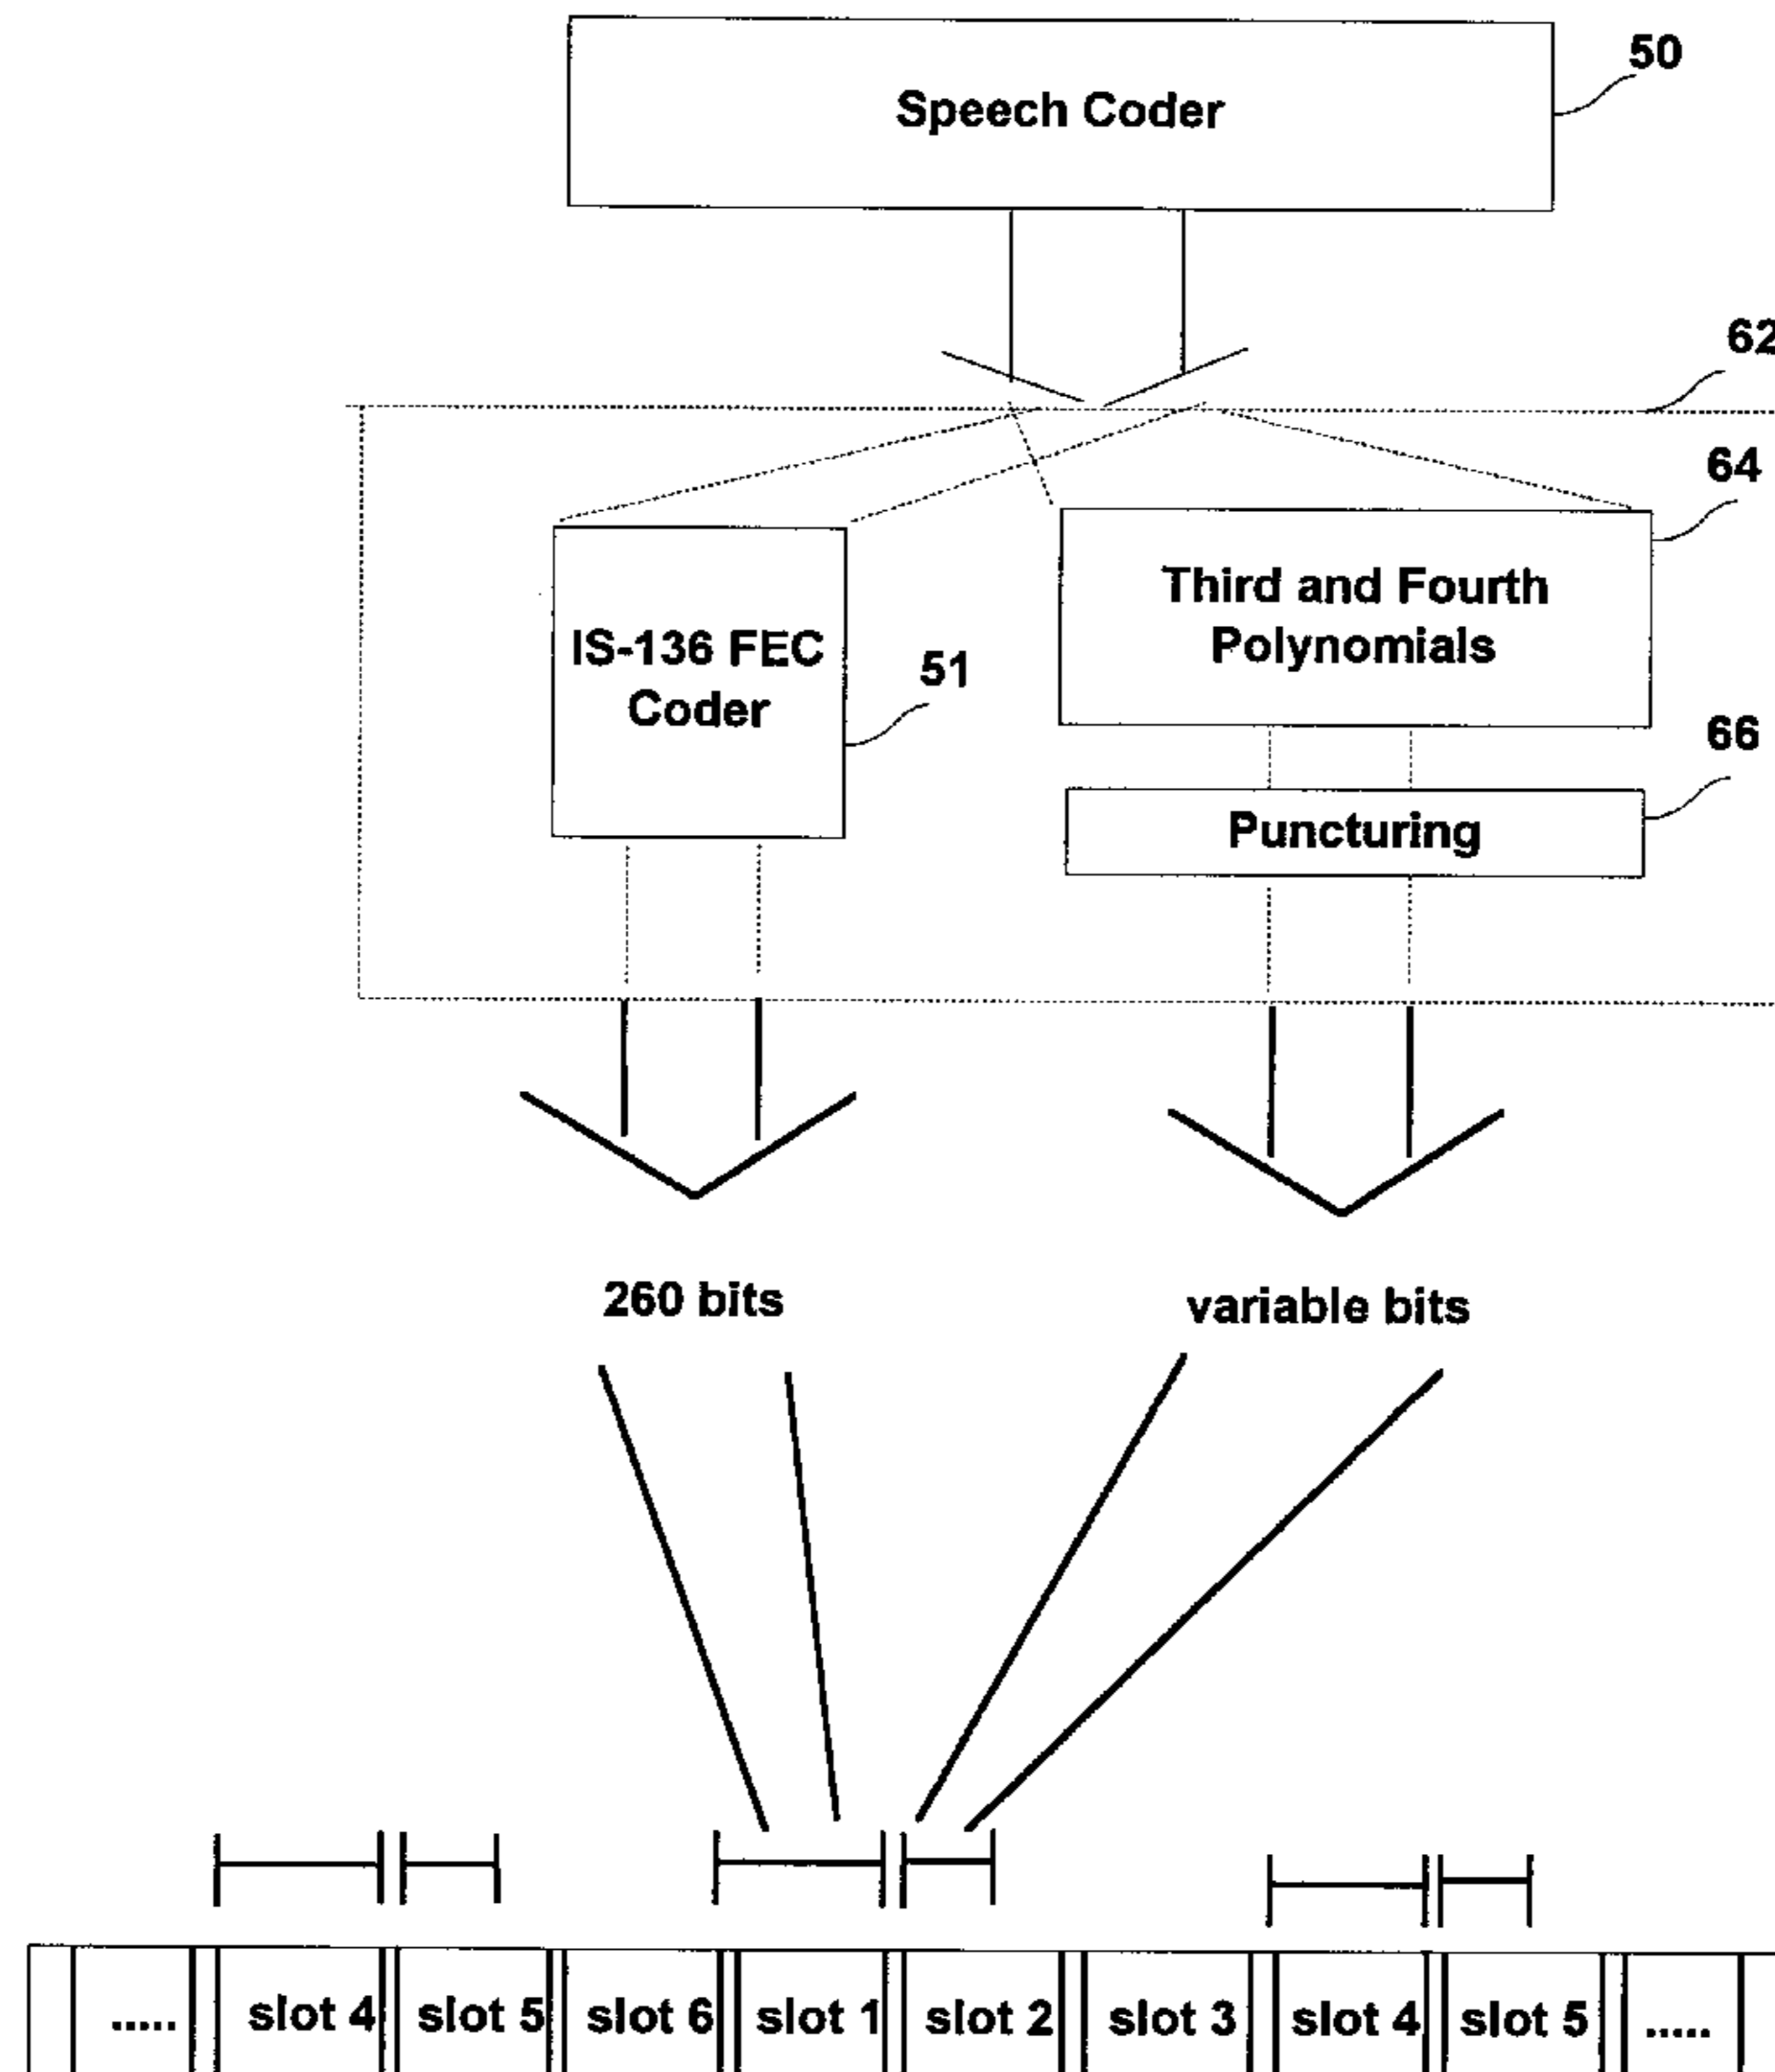 50
Speech Coder
62
64
Third and Fourth
Polynomials
IS-136 FEC
Coder
51
66
Puncturing
260 bits
variable bits
..... slot 4 slot 5 slot 6 slot 1 slot 2 slot 3 slot 4 slot 5 .....